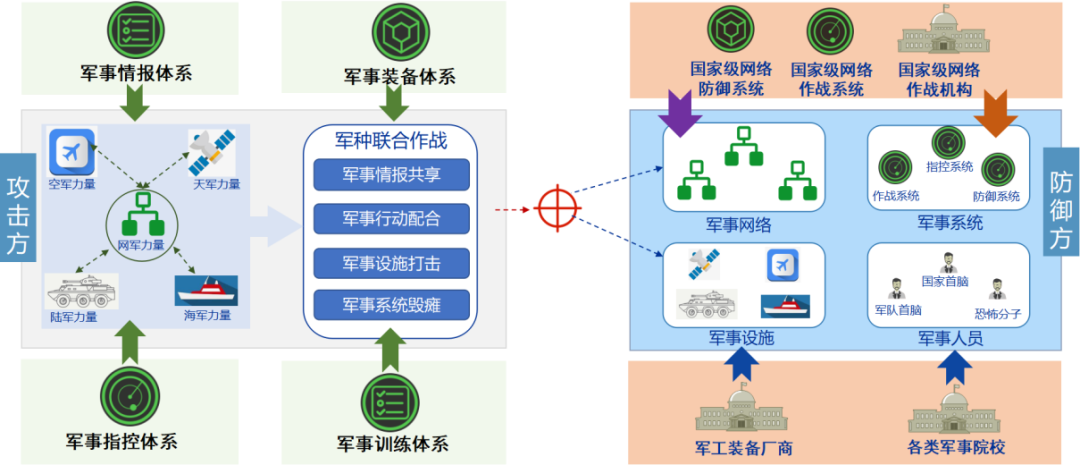 军事情报体系
军事装备体系
攻击方
空军力量
天军力量
网军力量
陆军力量
海军力量
军种联合作战
军事情报共享
军事行动配合
军事设施打击
军事系统毁瘫
军事指控体系
军事训练体系
国家级网络
防御系统
国家级网络
作战系统
国家级网络
作战机构
军事网络
指控系统
作战系统
防御系统
军事系统
防御方
军事设施
国家首脑
军队首脑
恐怖分子
军事人员
军工装备厂商
各类军事院校